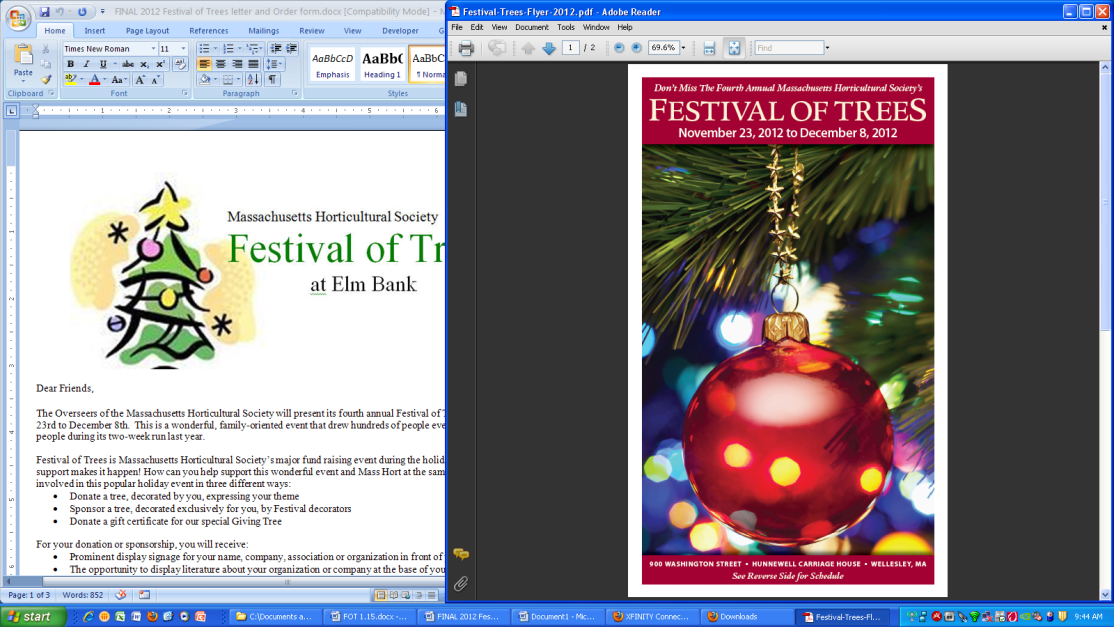 FINAL 2012 Festival of Trees letter and Order form.docx [Compatibility Mode] - M
Home Insert Page Layout References Mailings Review View Developer
Times New Roman 11
AaBbCcD AaBbC AaBbCc
Paste
Emphasis Heading 1 ¶ Norma
Clipboard Font Paragraph Styles
Massachusetts Horticultural Society
Festival of Tr
at Elm Bank
Dear Friends,
The Overseers of the Massachusetts Horticultural Society will present its fourth annual Festival of T
23rd to December 8th. This is a wonderful, family-oriented event that drew hundreds of people eve
people during its two-week run last year.
Festival of Trees is Massachusetts Horticultural Society's major fund raising event during the holid
support makes it happen! How can you help support this wonderful event and Mass Hort at the sam
involved in this popular holiday event in three different ways:
• Donate a tree, decorated by you, expressing your theme
• Sponsor a tree, decorated exclusively for you, by Festival decorators
• Donate a gift certificate for our special Giving Tree
For your donation or sponsorship, you will receive:
• Prominent display signage for your name, company, association or organization in front of
• The opportunity to display literature about your organization or company at the base of you
Page: 1 of 3 Words: 852
Festival-Trees-Flyer-2012.pdf - Adobe Reader
File Edit View Document Tools Window Help
1 / 2 69.6% Find
Don't Miss The Fourth Annual Massachusetts Horticultural Society's
FESTIVAL OF TREES
November 23, 2012 to December 8, 2012
900 WASHINGTON STREET • HUNNEWELL CARRIAGE HOUSE • WELLESLEY, MA
See Reverse Side for Schedule
start C:\Documents a... FOT 1.15.docx -... FINAL 2012 Fes... Document1 - Mic... XFINITY Connec... Downloads Festival-Trees-Fl... 9:44 AM